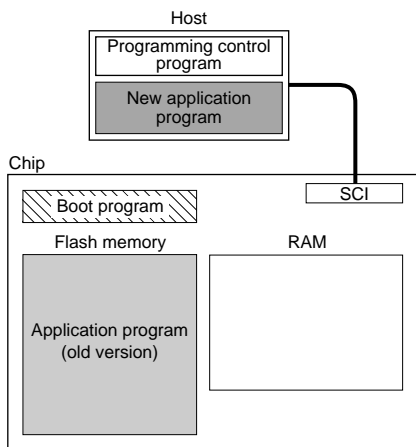 Host
Programming control
program
New application
program
Chip
SCI
Boot program
Flash memory
RAM
Application program
(old version)